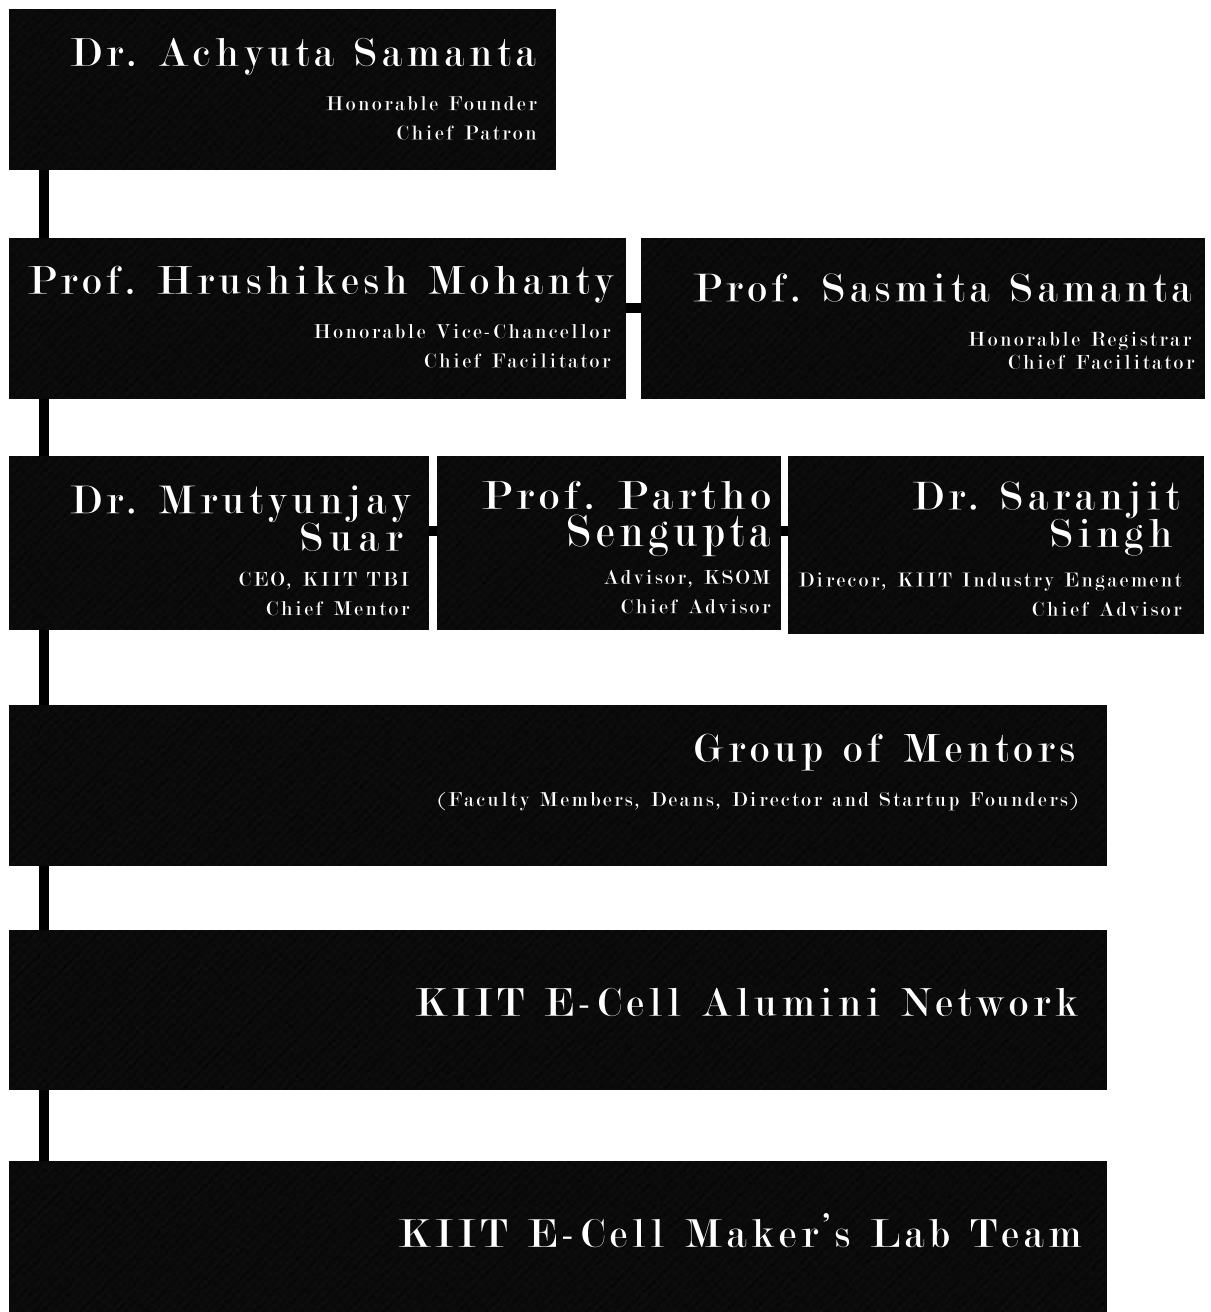 Dr. Achyuta Samanta
Honorable Founder
Chief Patron
Prof. Hrushikesh Mohanty
Honorable Vice-Chancellor
Chief Facilitator
Prof. Sasmita Samanta
Honorable Registrar
Chief Facilitator
Dr. Mrutyunjay
Suar
CEO, KIIT TBI
Chief Mentor
Prof. Partho
Sengupta
Advisor, KSOM
Chief Advisor
Dr. Saranjit
Singh
Direcor, KIIT Industry Engaement
Chief Advisor
Group of Mentors
(Faculty Members, Deans, Director and Startup Founders)
KIIT E-Cell Alumini Network
KIIT E-Cell Maker's Lab Team